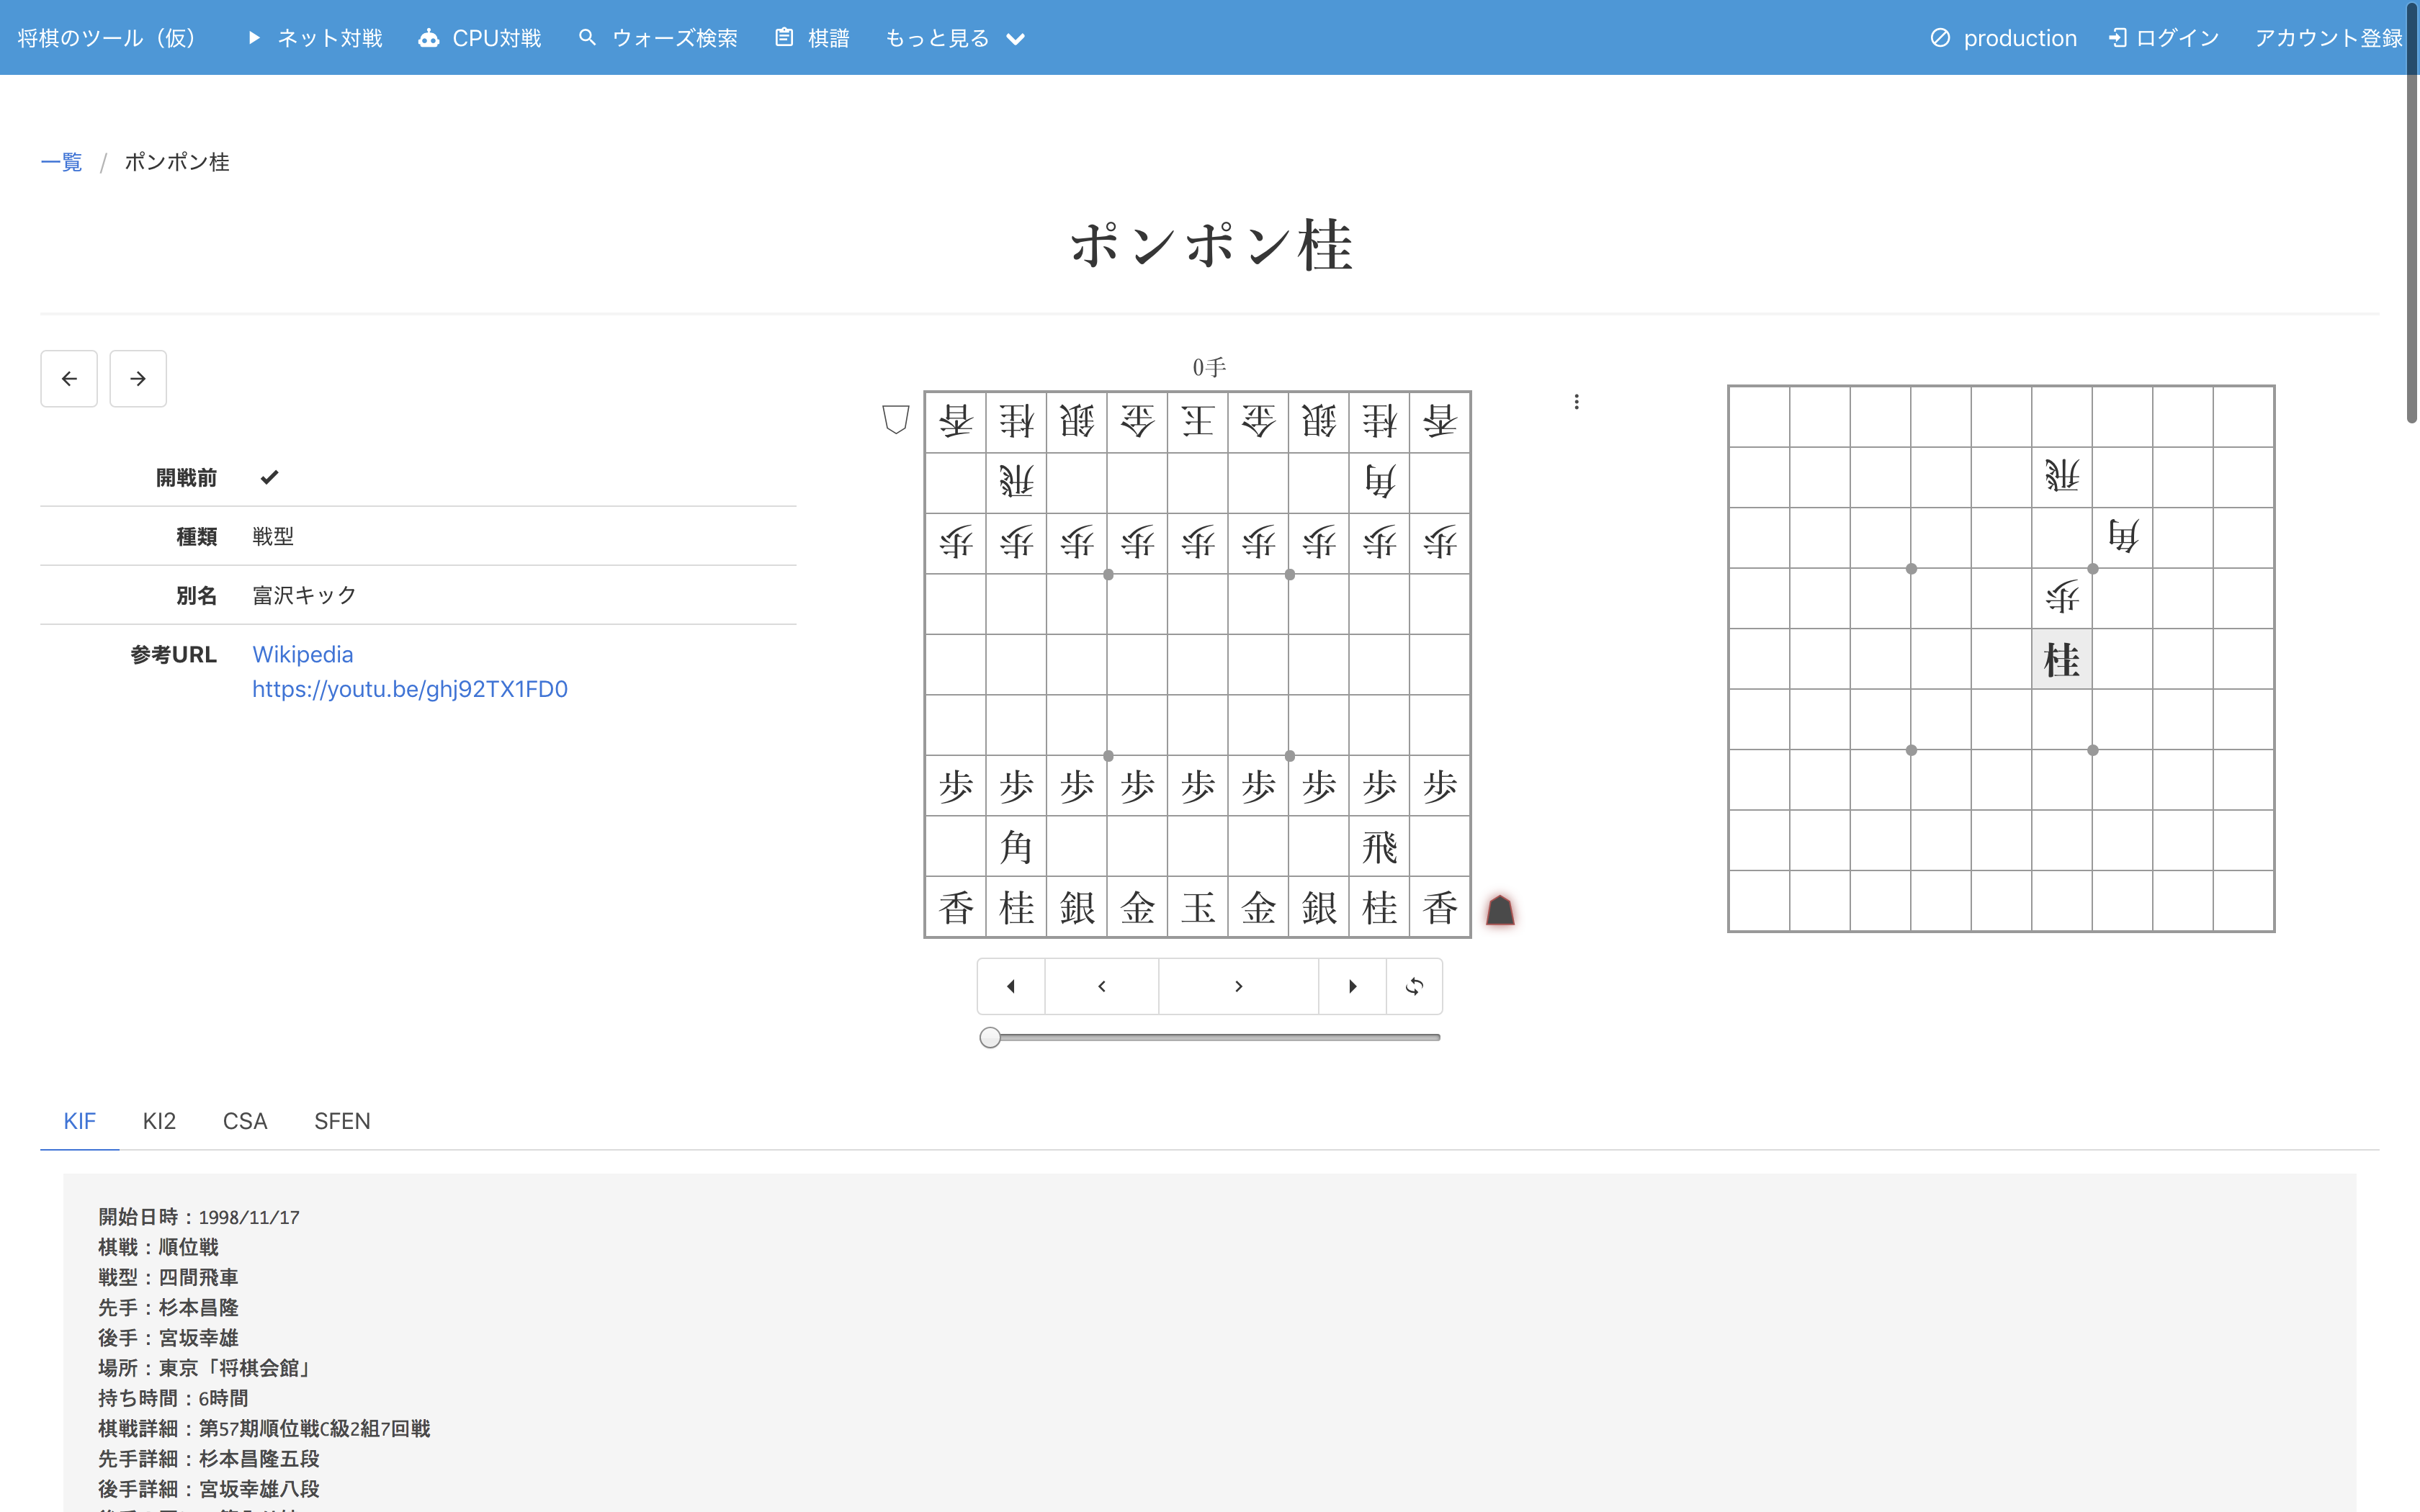 将棋のツール（仮） ネット対戦 CPU対戦 ウォーズ検索 棋譜 もっと見る production ログイン アカウント登録
一覧 / ポンポン桂
ポンポン桂
開戦前
種類 戦型
別名 富沢キック
参考URL Wikipedia
https://youtu.be/ghj92TX1FD0
0手
香 桂 銀 金 王 金 銀 桂 香
飛 角
歩 歩 歩 歩 歩 歩 歩 歩 歩
歩 歩 歩 歩 歩 歩 歩 歩 歩
角 飛
香 桂 銀 金 玉 金 銀 桂 香
飛
角
歩
桂
KIF KI2 CSA SFEN
開始日時：1998/11/17
棋戦：順位戦
戦型：四間飛車
先手：杉本昌隆
後手：宮坂幸雄
場所：東京「将棋会館」
持ち時間：6時間
棋戦詳細：第57期順位戦C級2組7回戦
先手詳細：杉本昌隆五段
後手詳細：宮坂幸雄八段